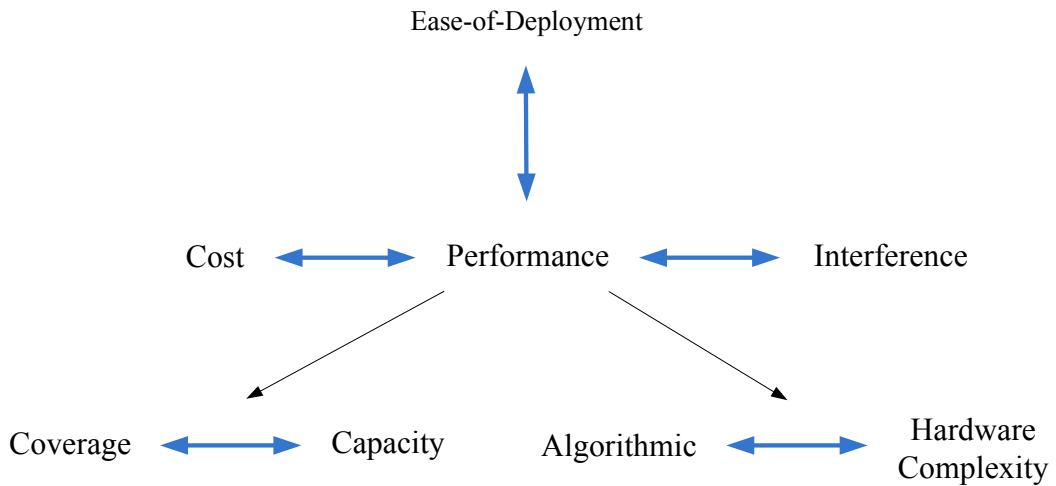 Ease-of-Deployment
Cost
Performance
Interference
Coverage
Capacity
Algorithmic
Hardware
Complexity